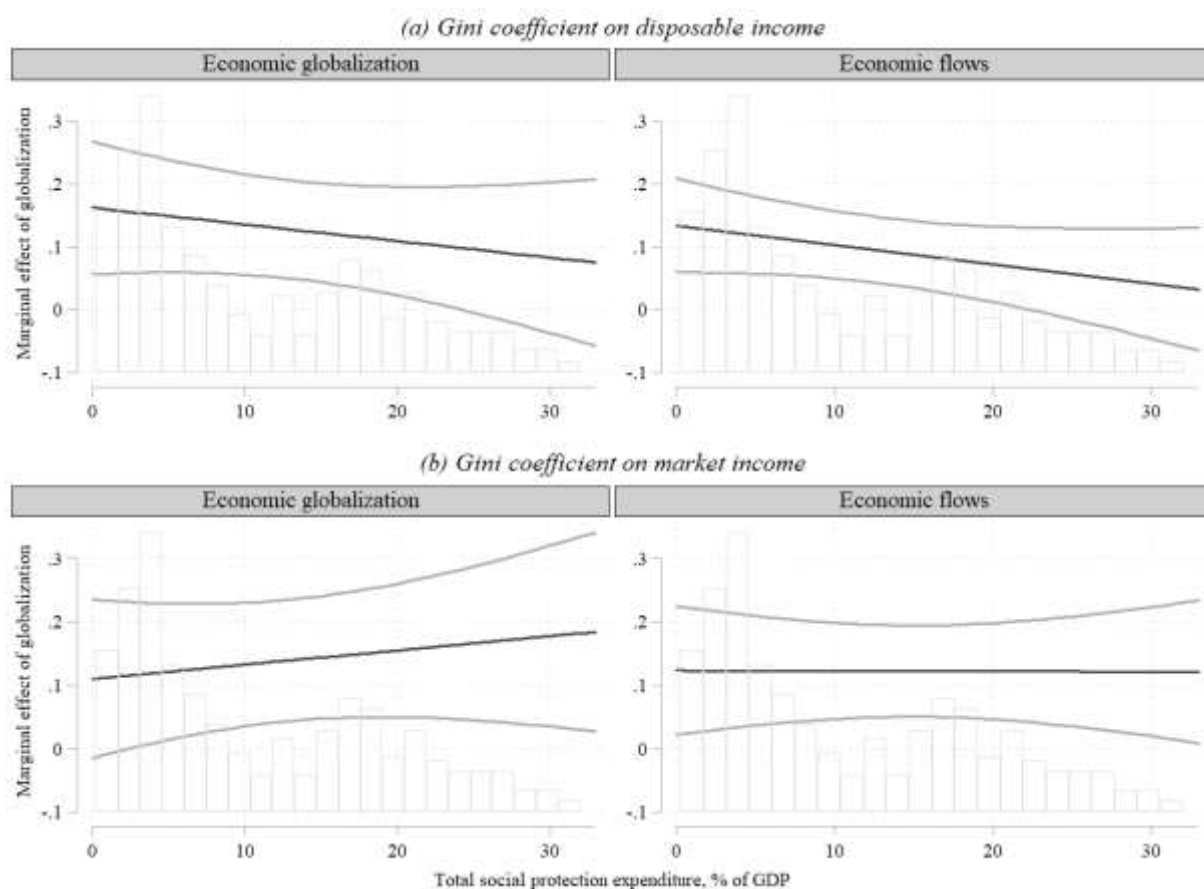 (a) Gini coefficient on disposable income
Economic globalization
Economic flows
Marginal effect of globalization
.3
.2
.1
0
-.1
0 10 20 30
0 10 20 30
(b) Gini coefficient on market income
Economic globalization
Economic flows
Marginal effect of globalization
.3
.2
.1
0
-.1
.3
.2
.1
0
-.1
.3
.2
.1
0
-.1
0 10 20 30
0 10 20 30
Total social protection expenditure, % of GDP